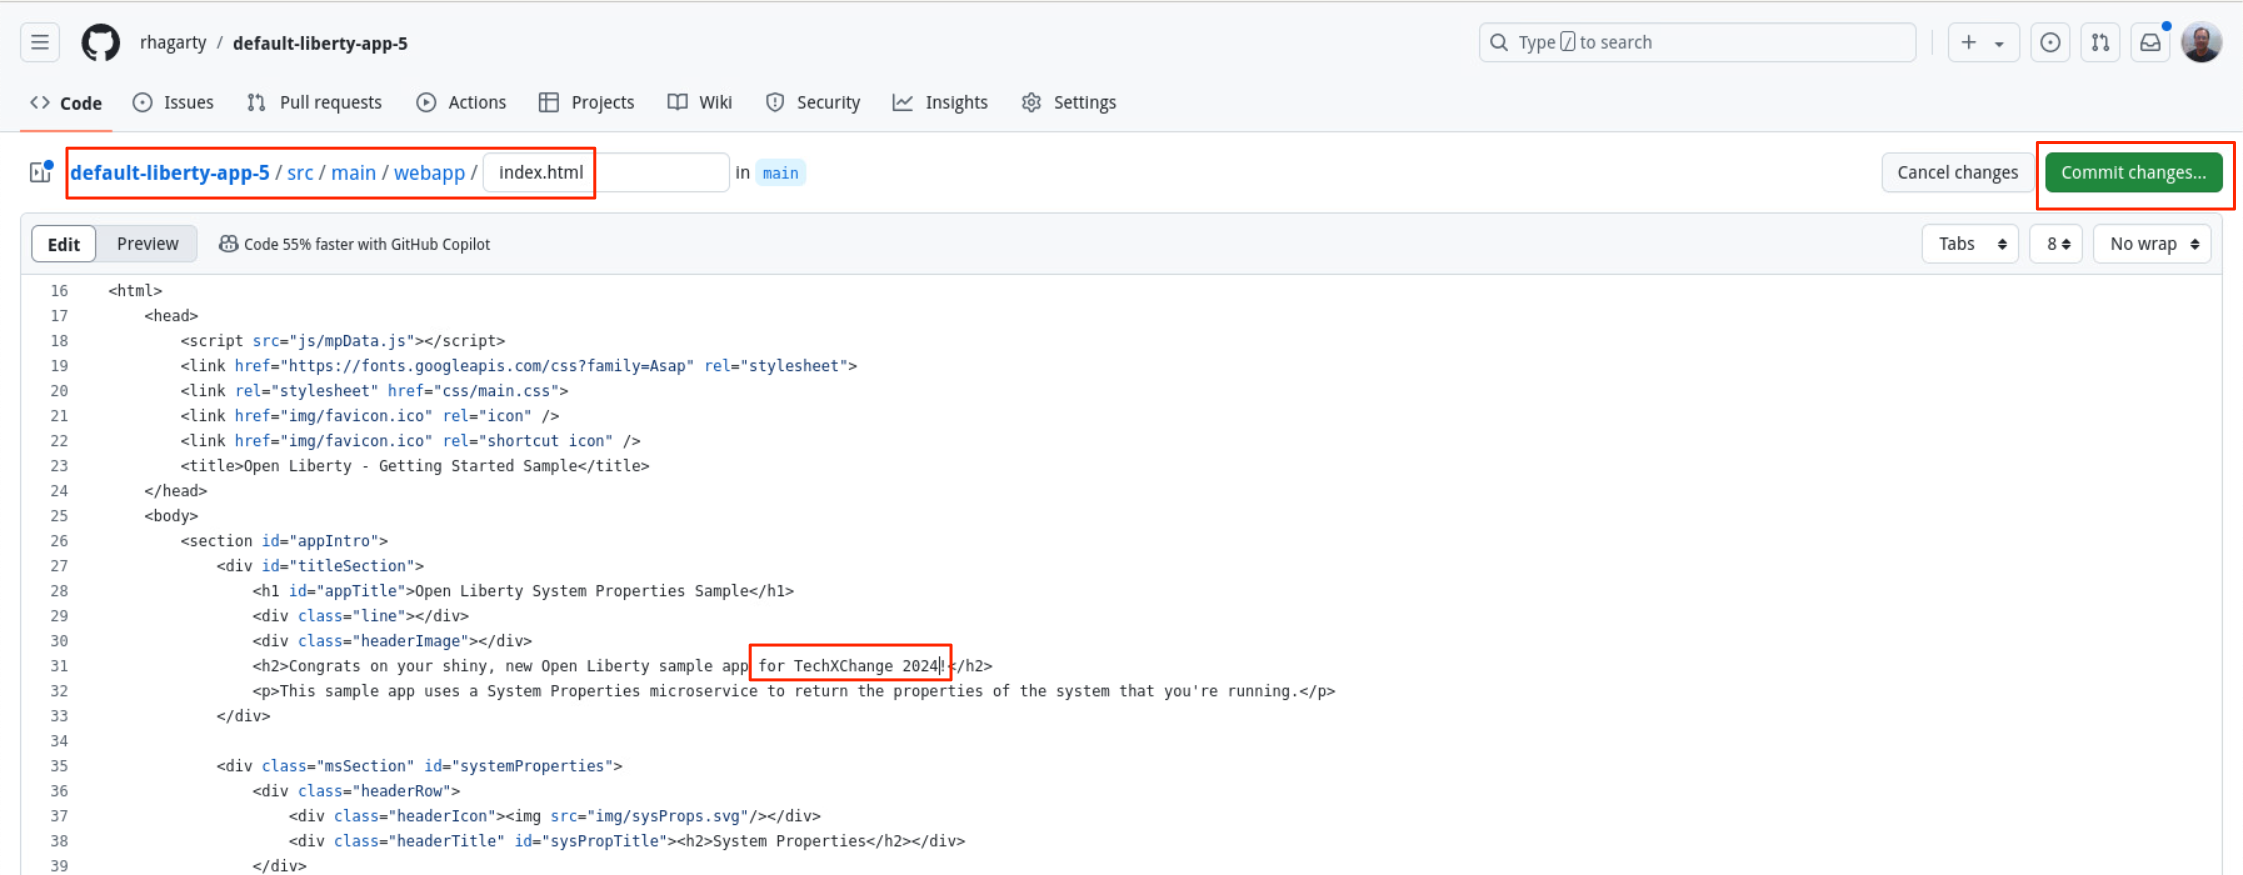 rhagarty / default-liberty-app-5
Type / to search
Code Issues Pull requests Actions Projects Wiki Security Insights Settings
default-liberty-app-5 / src / main / webapp / index.html in main
Cancel changes Commit changes...
Edit Preview Code 55% faster with GitHub Copilot Tabs 8 No wrap
16 <html>
17 <head>
18 <script src="js/mpData.js"></script>
19 <link href="https://fonts.googleapis.com/css?family=Asap" rel="stylesheet">
20 <link rel="stylesheet" href="css/main.css">
21 <link href="img/favicon.ico" rel="icon" />
22 <link href="img/favicon.ico" rel="shortcut icon" />
23 <title>Open Liberty - Getting Started Sample</title>
24 </head>
25 <body>
26 <section id="appIntro">
27 <div id="titleSection">
28 <h1 id="appTitle">Open Liberty System Properties Sample</h1>
29 <div class="line"></div>
30 <div class="headerImage"></div>
31 <h2>Congrats on your shiny, new Open Liberty sample app for TechXChange 2024!</h2>
32 <p>This sample app uses a System Properties microservice to return the properties of the system that you're running.</p>
33 </div>
34
35 <div class="msSection" id="systemProperties">
36 <div class="headerRow">
37 <div class="headerIcon"><img src="img/sysProps.svg"/></div>
38 <div class="headerTitle" id="sysPropTitle"><h2>System Properties</h2></div>
39 </div>